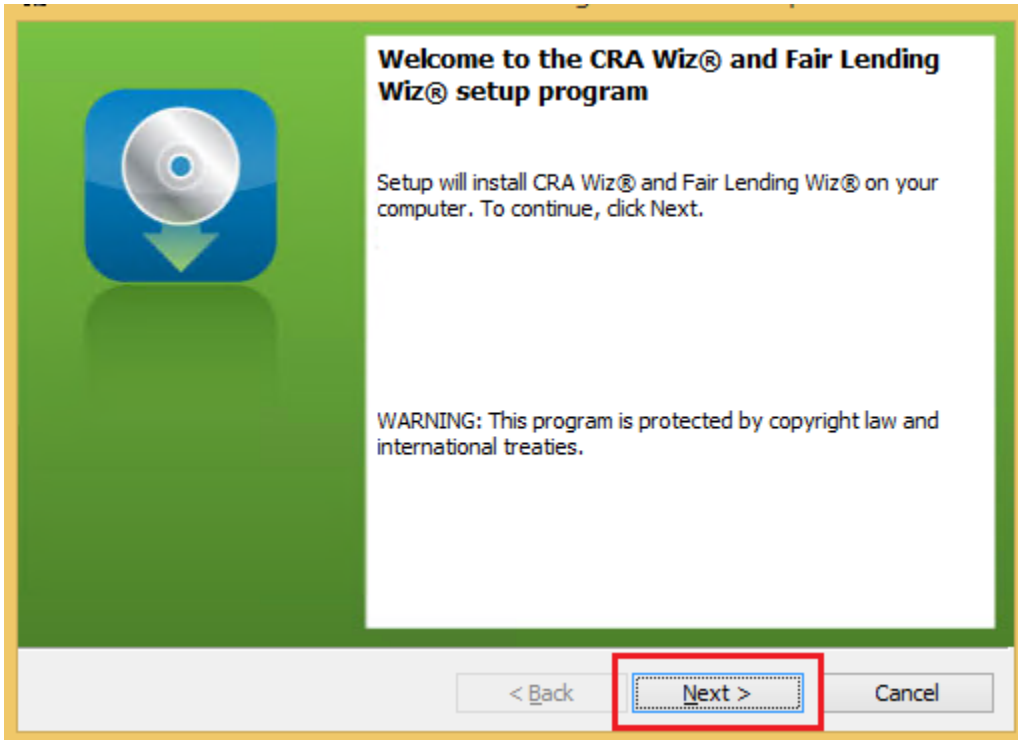 Welcome to the CRA Wiz® and Fair Lending
Wiz® setup program
Setup will install CRA Wiz® and Fair Lending Wiz® on your
computer. To continue, click Next.
WARNING: This program is protected by copyright law and
international treaties.
< Back
Next >
Cancel